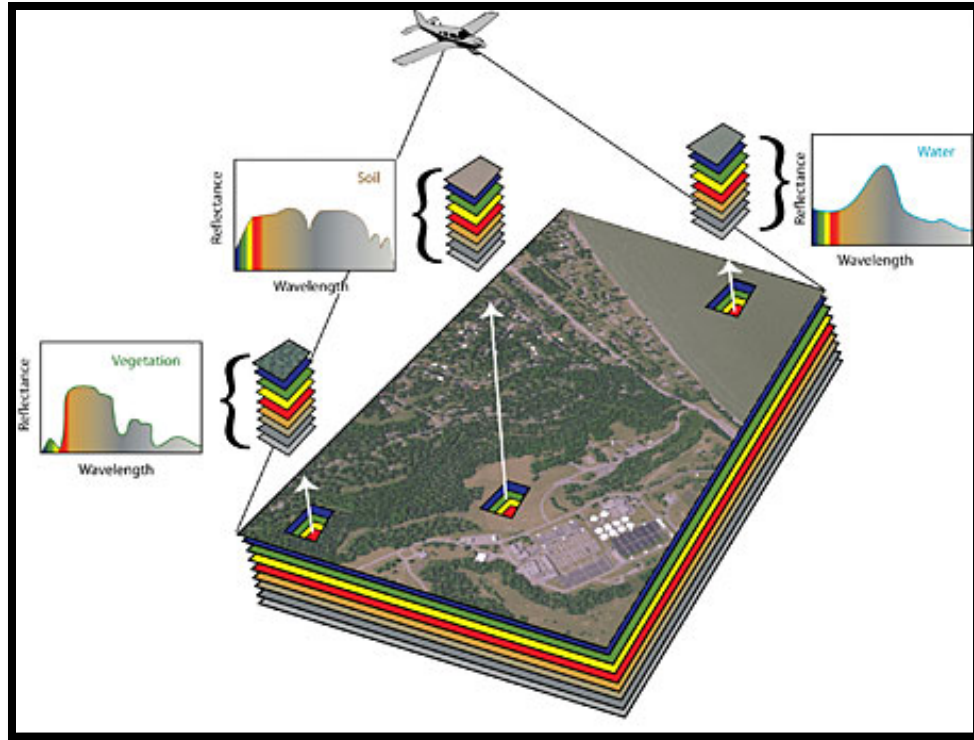 Water
Reflectance
Wavelength
Soil
Reflectance
Wavelength
Vegetation
Reflectance
Wavelength